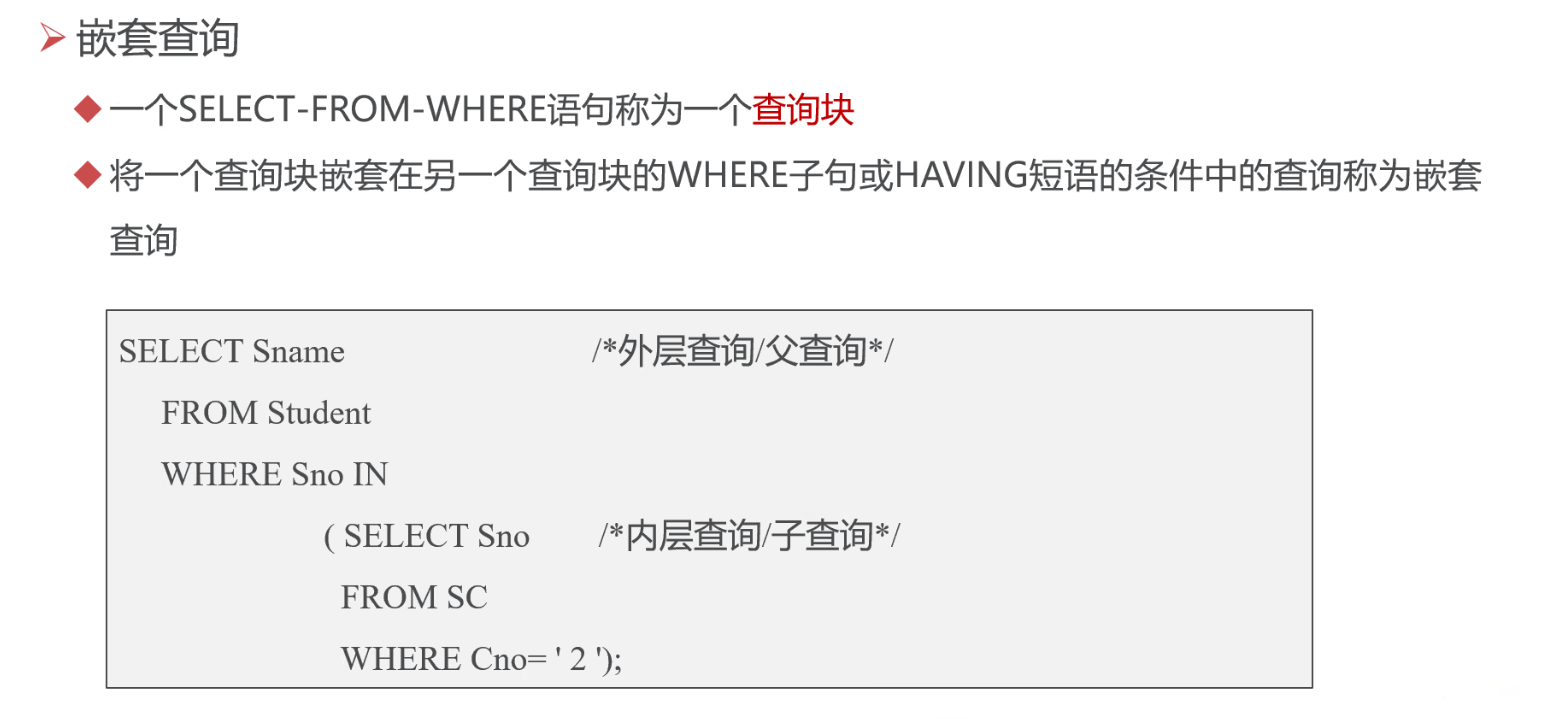 嵌套查询
一个SELECT-FROM-WHERE语句称为一个查询块
将一个查询块嵌套在另一个查询块的WHERE子句或HAVING短语的条件中的查询称为嵌套
查询
SELECT Sname /*外层查询/父查询*/
FROM Student
WHERE Sno IN
( SELECT Sno /*内层查询/子查询*/
FROM SC
WHERE Cno= ' 2 ');